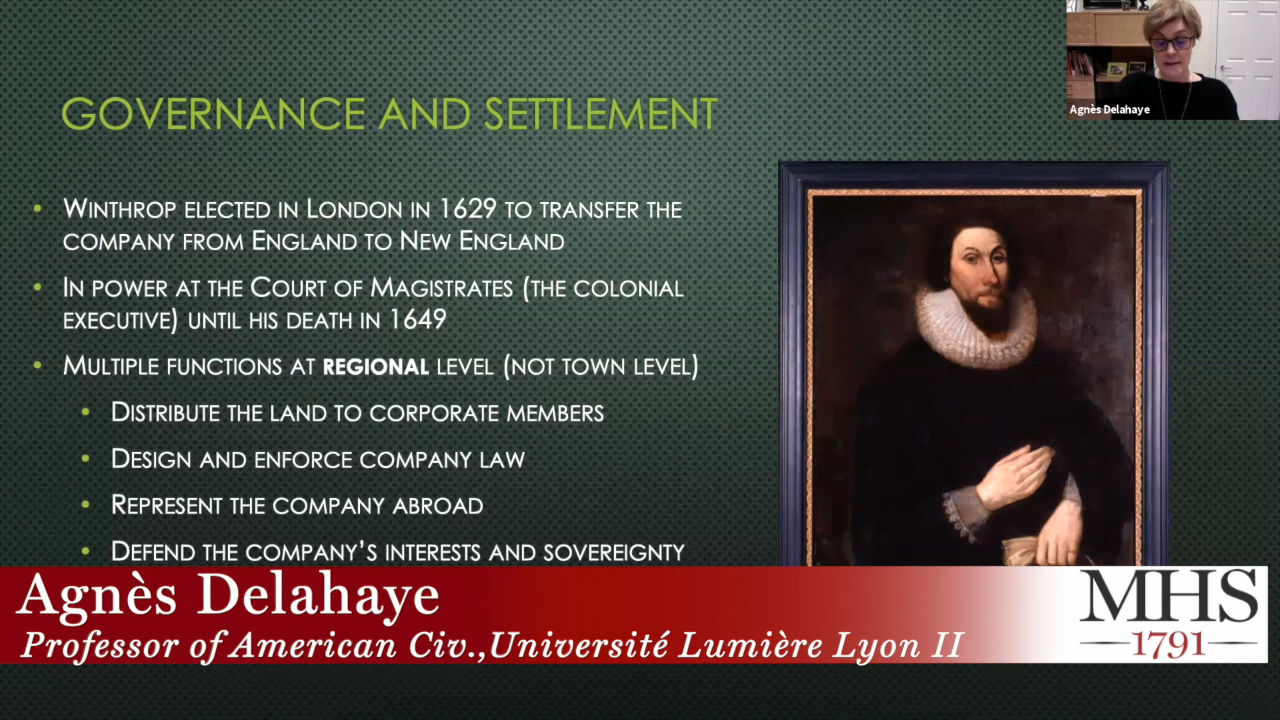 Agnès Delahaye
GOVERNANCE AND SETTLEMENT
• WINTHROP ELECTED IN LONDON IN 1629 TO TRANSFER THE
COMPANY FROM ENGLAND TO NEW ENGLAND
• IN POWER AT THE COURT OF MAGISTRATES (THE COLONIAL
EXECUTIVE) UNTIL HIS DEATH IN 1649
• MULTIPLE FUNCTIONS AT REGIONAL LEVEL (NOT TOWN LEVEL)
• DISTRIBUTE THE LAND TO CORPORATE MEMBERS
• DESIGN AND ENFORCE COMPANY LAW
• REPRESENT THE COMPANY ABROAD
• DEFEND THE COMPANY'S INTERESTS AND SOVEREIGNTY
Agnès Delahaye
Professor of American Civ.,Université Lumière Lyon II
MHS
1791